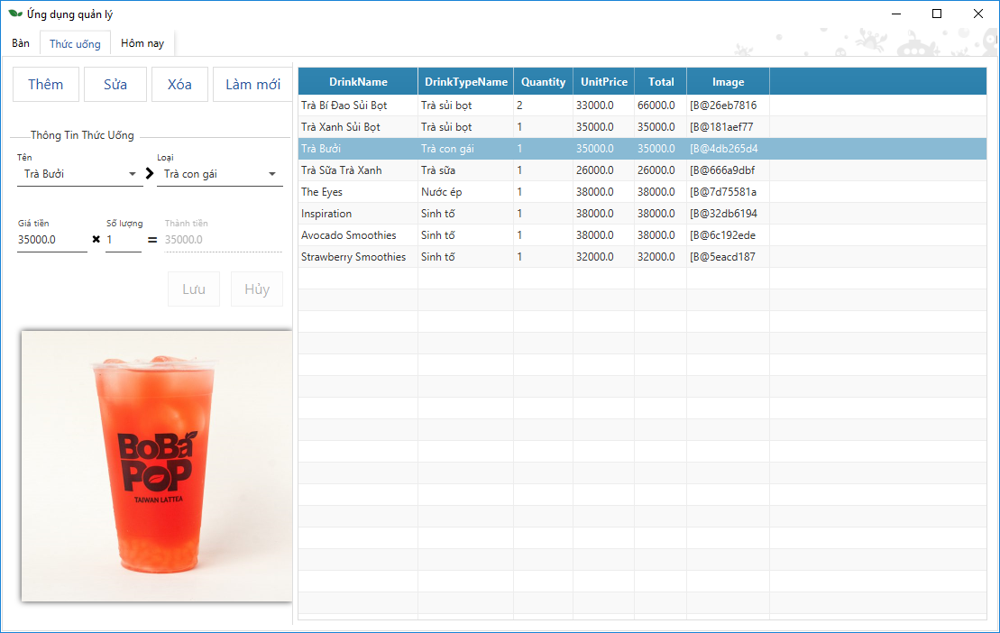 Ứng dụng quản lý
Bàn Thức uống Hôm nay
Thêm Sửa Xóa Làm mới
Thông Tin Thức Uống
Tên Loại
Trà Bưởi Trà con gái
Giá tiền Số lượng Thành tiền
35000.0 1 = 35000.0
Lưu Hủy
BoBa
PoP
TAIWAN LATTEA
DrinkName DrinkTypeName Quantity UnitPrice Total Image
Trà Bí Đao Sủi Bọt Trà sủi bọt 2 33000.0 66000.0 [B@26eb7816
Trà Xanh Sủi Bọt Trà sủi bọt 1 35000.0 35000.0 [B@181aef77
Trà Bưởi Trà con gái 1 35000.0 35000.0 [B@4db265d4
Trà Sữa Trà Xanh Trà sữa 1 26000.0 26000.0 [B@666a9dbf
The Eyes Nước ép 1 38000.0 38000.0 [B@7d75581a
Inspiration Sinh tố 1 38000.0 38000.0 [B@32db6194
Avocado Smoothies Sinh tố 1 38000.0 38000.0 [B@6c192ede
Strawberry Smoothies Sinh tố 1 32000.0 32000.0 [B@5eacd187